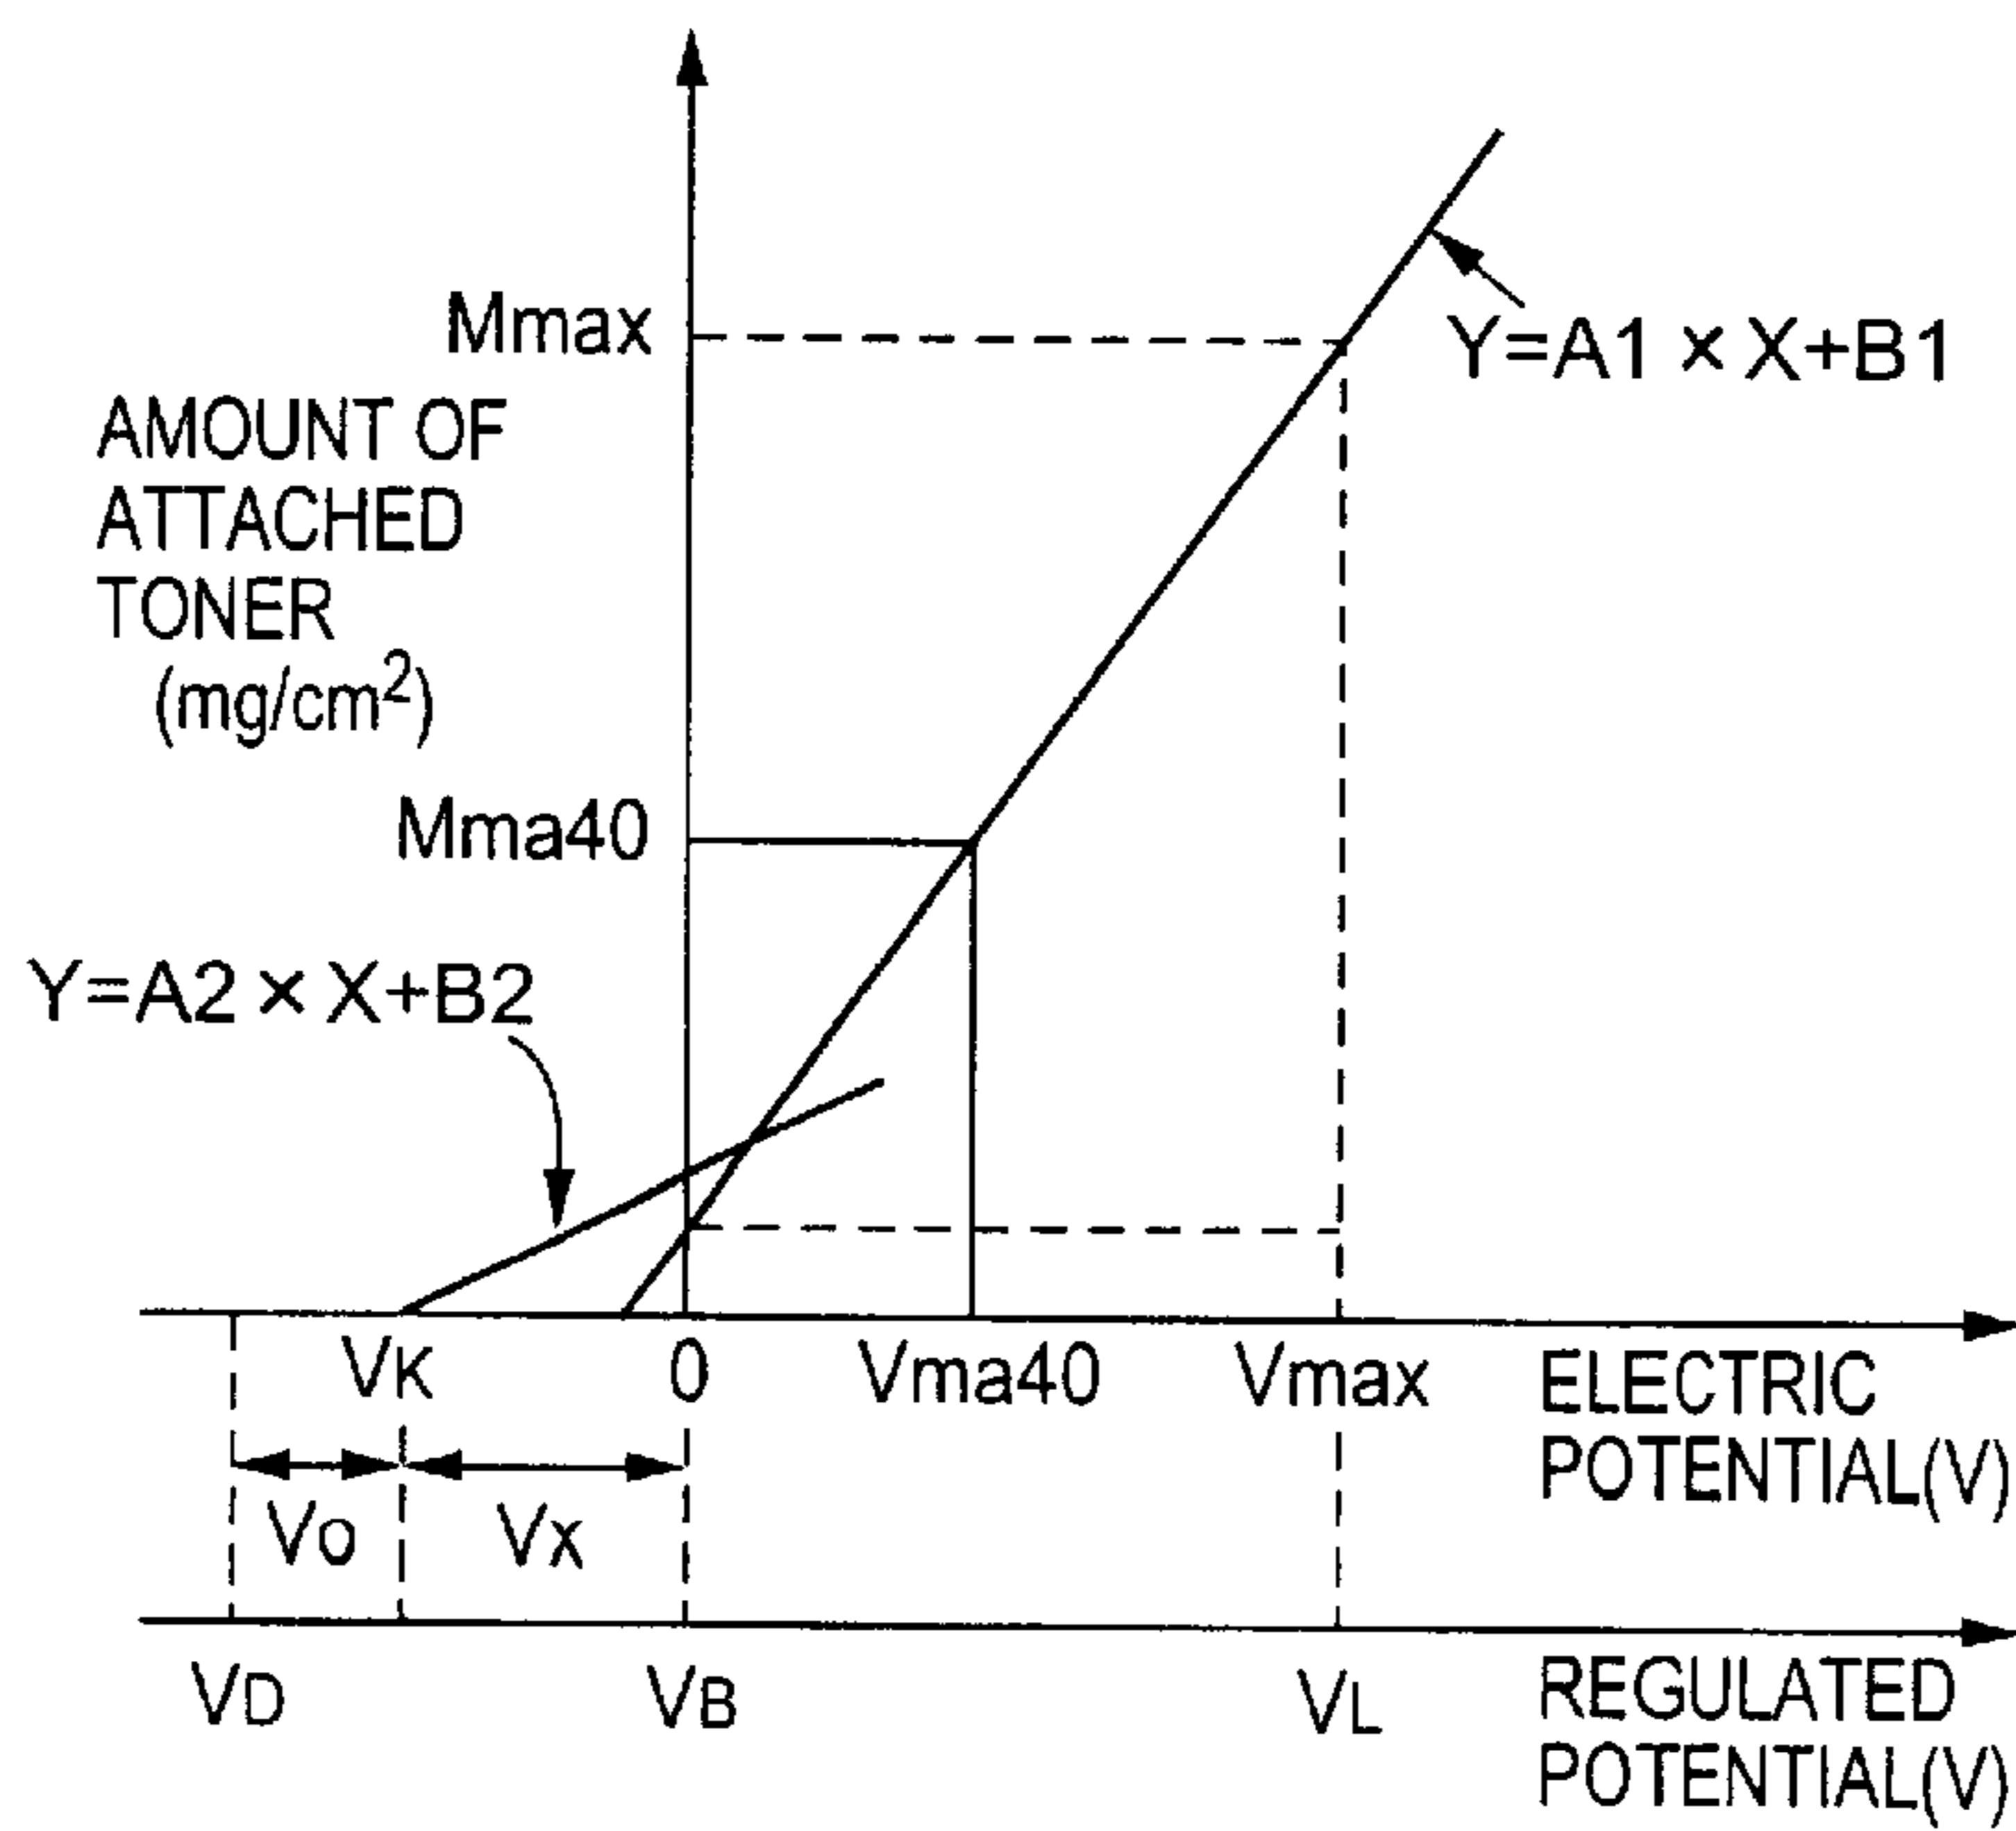 Mmax
Y=A1 × X+B1
AMOUNT OF
ATTACHED
TONER
(mg/cm²)
Mma40
Y=A2 × X+B2
VK 0 Vma40 Vmax ELECTRIC
POTENTIAL(V)
Vo Vx
VD VB VL REGULATED
POTENTIAL(V)